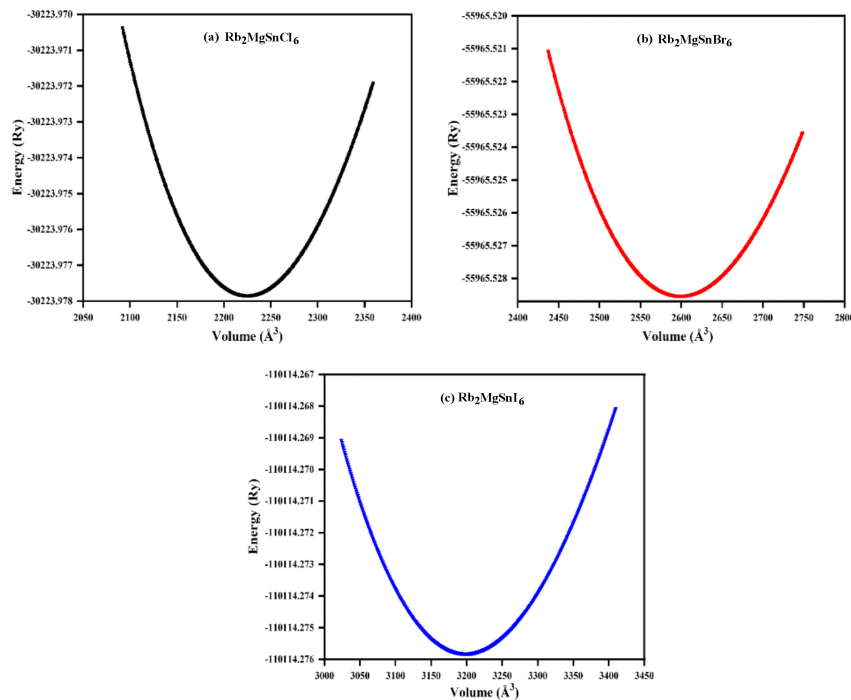 (a) Rb₂MgSnCl₆
Energy (Ry)
-30223.970
-30223.971
-30223.972
-30223.973
-30223.974
-30223.975
-30223.976
-30223.977
-30223.978
2050 2100 2150 2200 2250 2300 2350 2400
Volume (Å³)
(b) Rb₂MgSnBr₆
Energy (Ry)
-55965.520
-55965.521
-55965.522
-55965.523
-55965.524
-55965.525
-55965.526
-55965.527
-55965.528
2400 2450 2500 2550 2600 2650 2700 2750 2800
Volume (Å³)
(c) Rb₂MgSnI₆
Energy (Ry)
-110114.267
-110114.268
-110114.269
-110114.270
-110114.271
-110114.272
-110114.273
-110114.274
-110114.275
-110114.276
3000 3050 3100 3150 3200 3250 3300 3350 3400 3450
Volume (Å³)